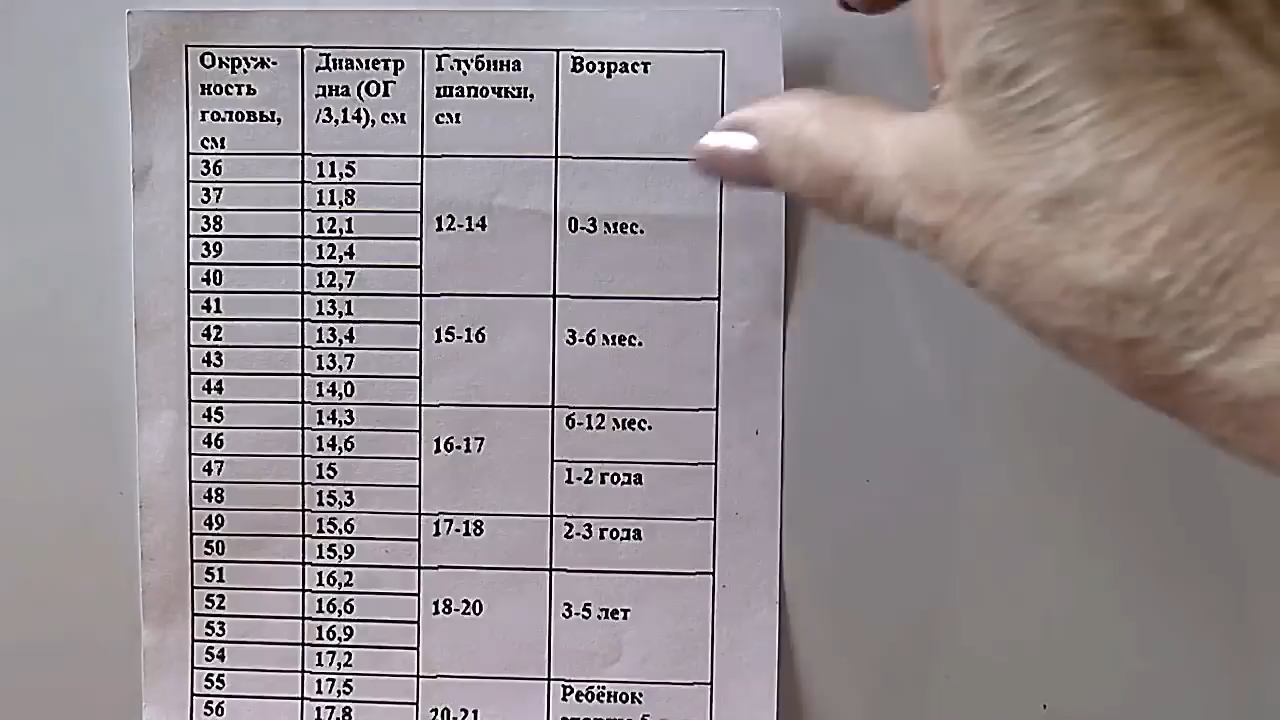 Окруж-
ность
головы,
см
Диаметр
дна (ОГ
/3,14), см
Глубина
шапочки,
см
Возраст
36 11,5
37 11,8
38 12,1 12-14 0-3 мес.
39 12,4
40 12,7
41 13,1
42 13,4 15-16 3-6 мес.
43 13,7
44 14,0
45 14,3 6-12 мес.
46 14,6 16-17
47 15 1-2 года
48 15,3
49 15,6 17-18 2-3 года
50 15,9
51 16,2
52 16,6 18-20 3-5 лет
53 16,9
54 17,2
55 17,5 Ребёнок
56 17,8 20-21